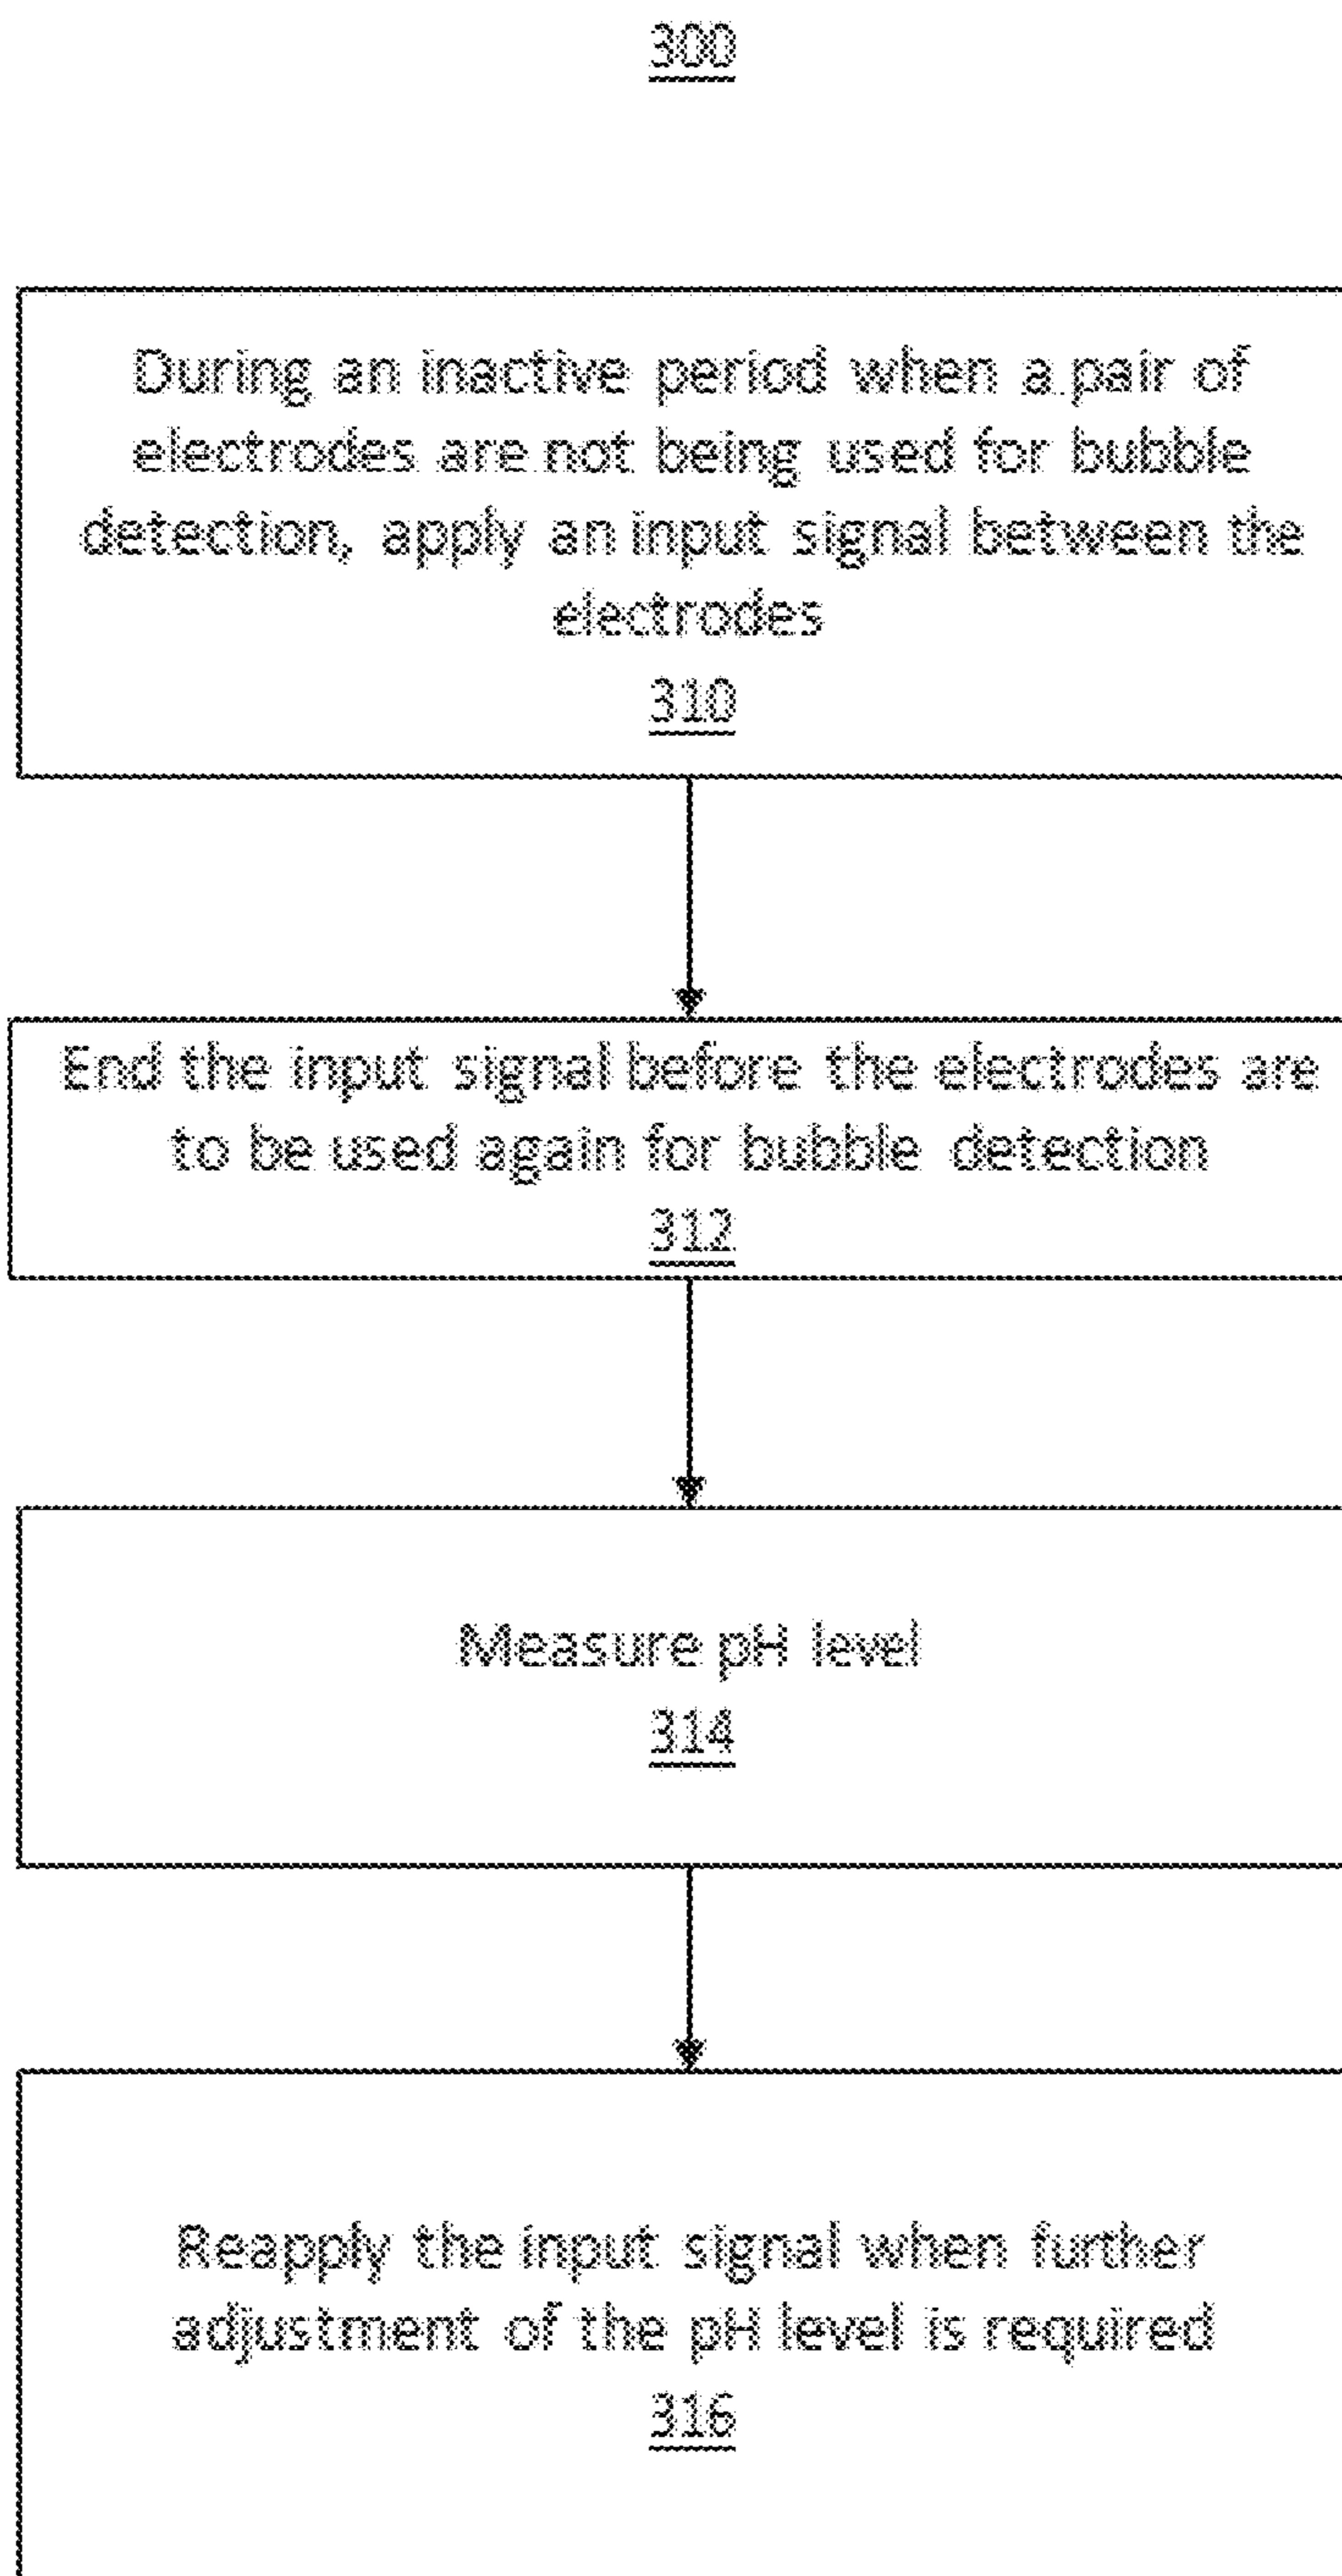 300
During an inactive period when a pair of
electrodes are not being used for bubble
detection, apply an input signal between the
electrodes
310
End the input signal before the electrodes are
to be used again for bubble detection
312
Measure pH level
314
Reapply the input signal when further
adjustment of the pH level is required
316